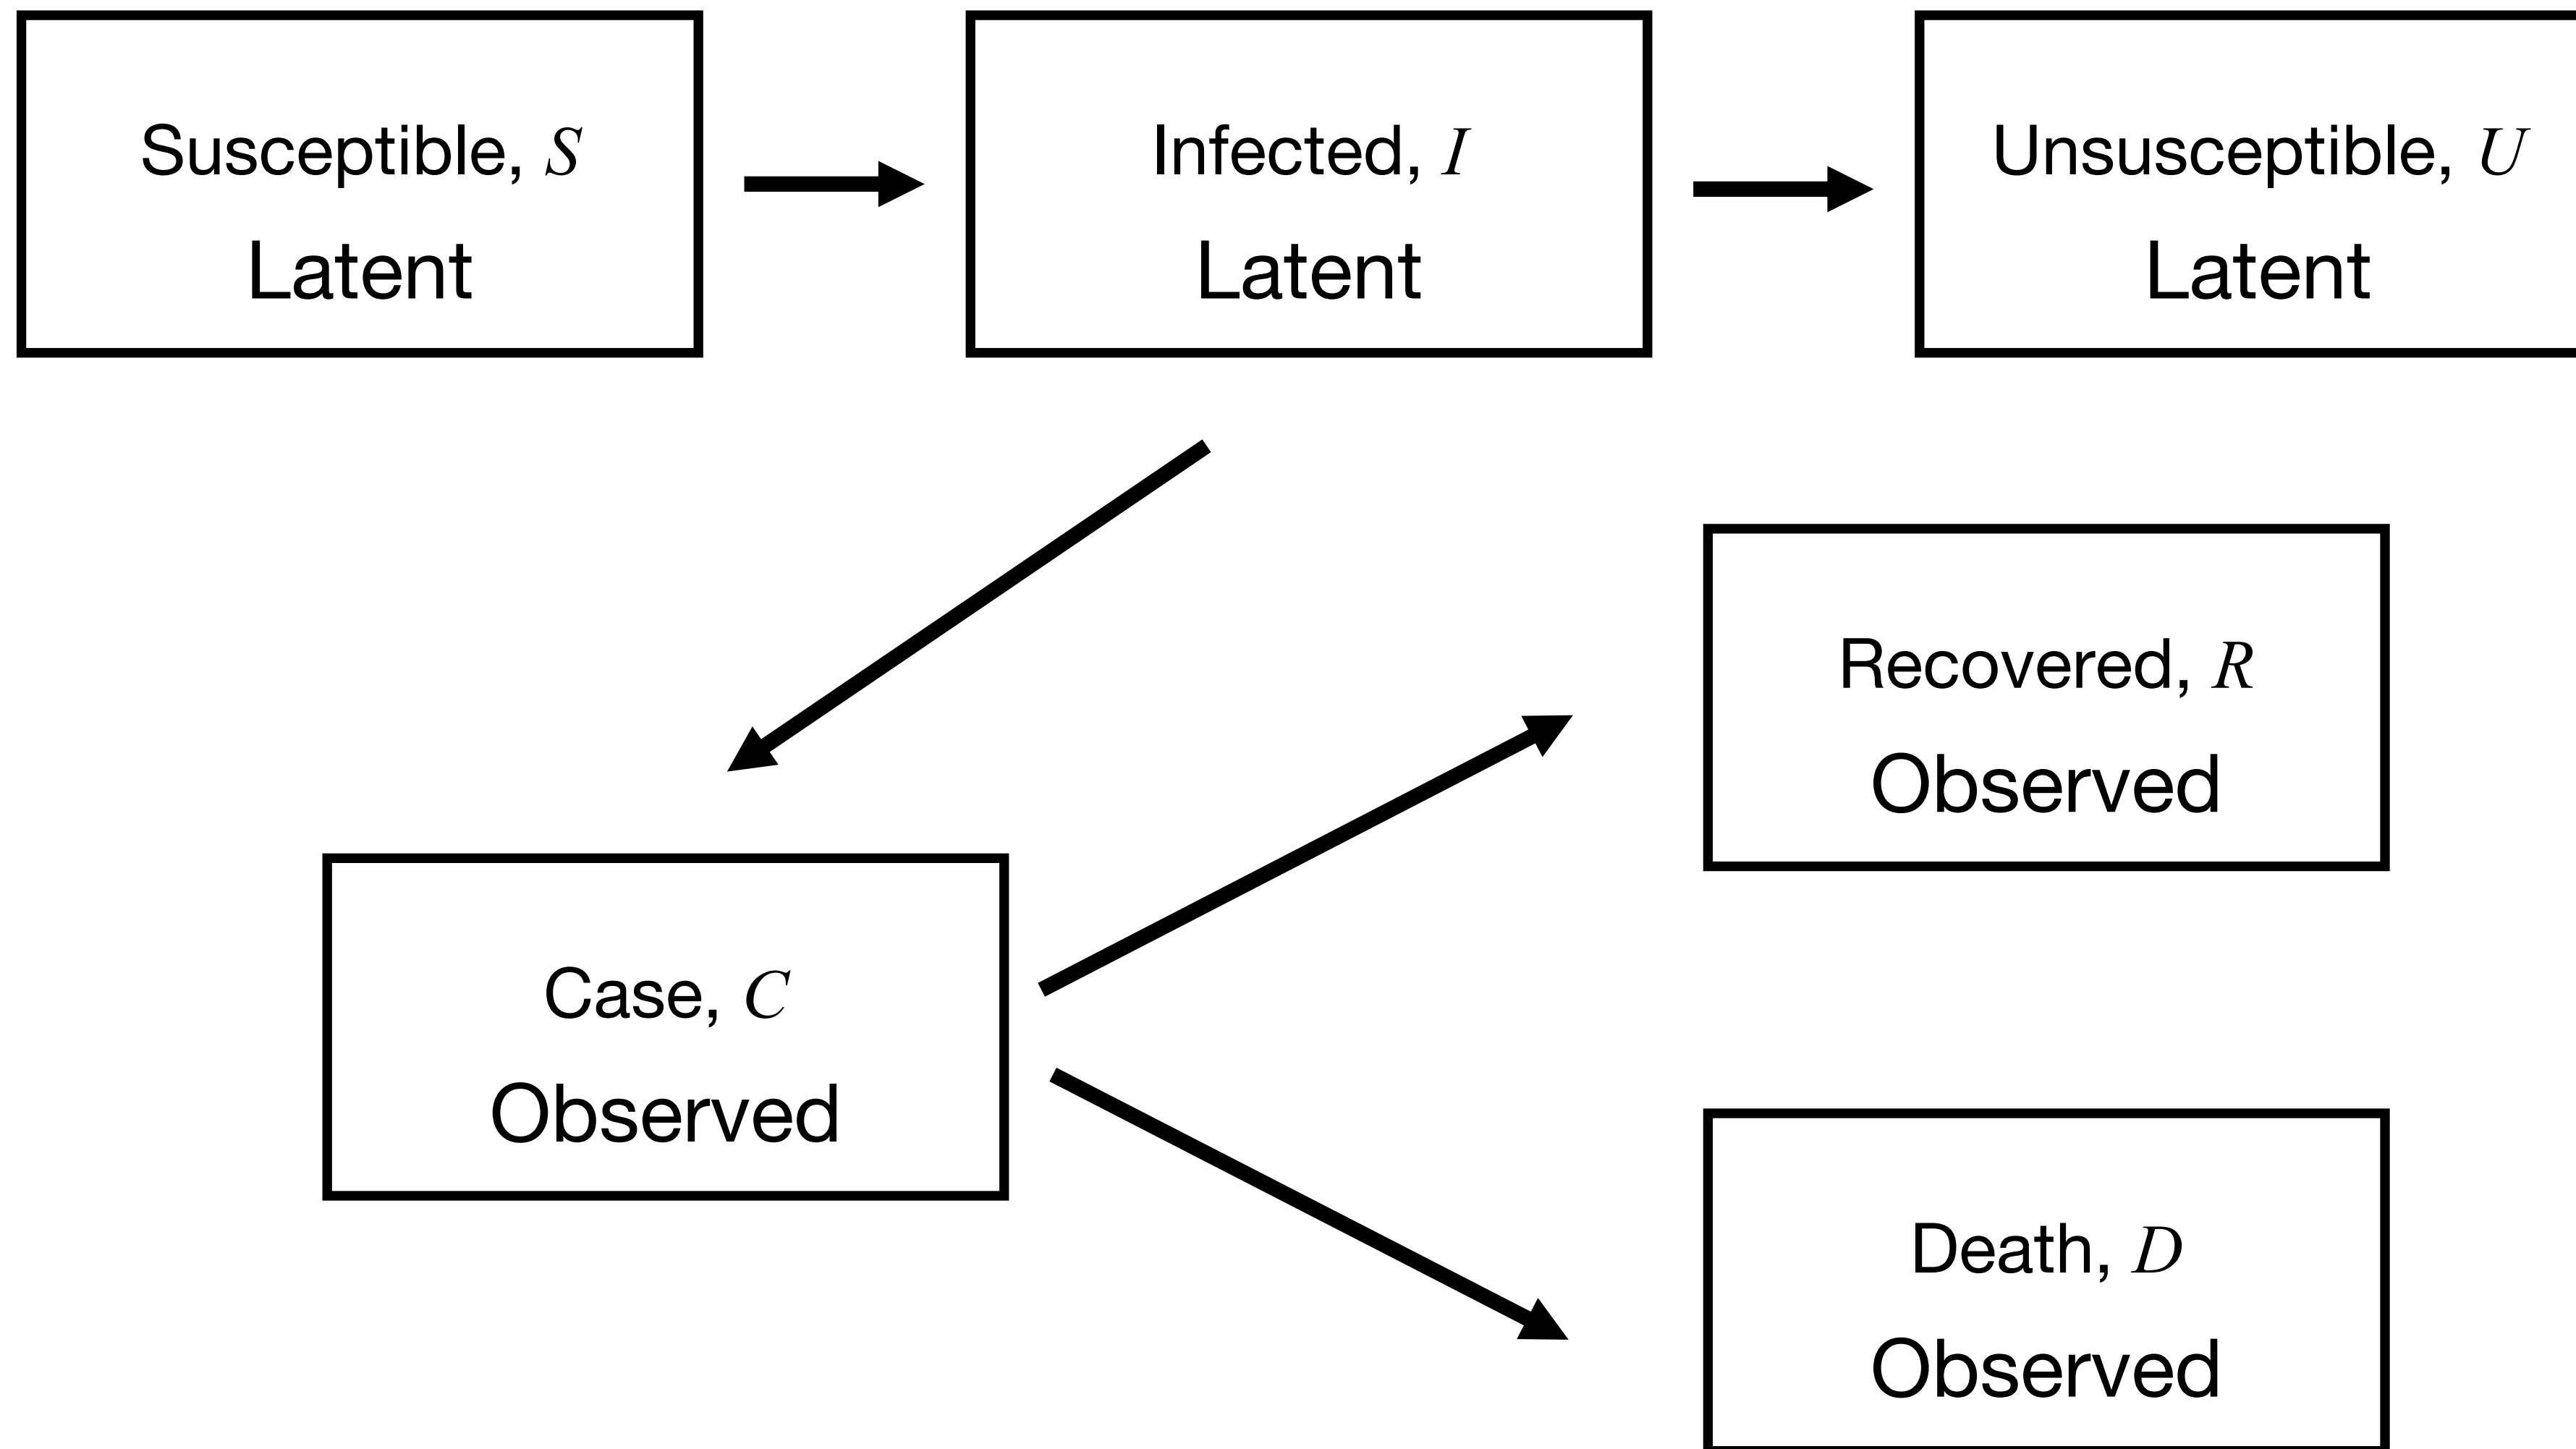 Susceptible, S
Latent
Infected, I
Latent
Unsusceptible, U
Latent
Recovered, R
Observed
Case, C
Observed
Death, D
Observed